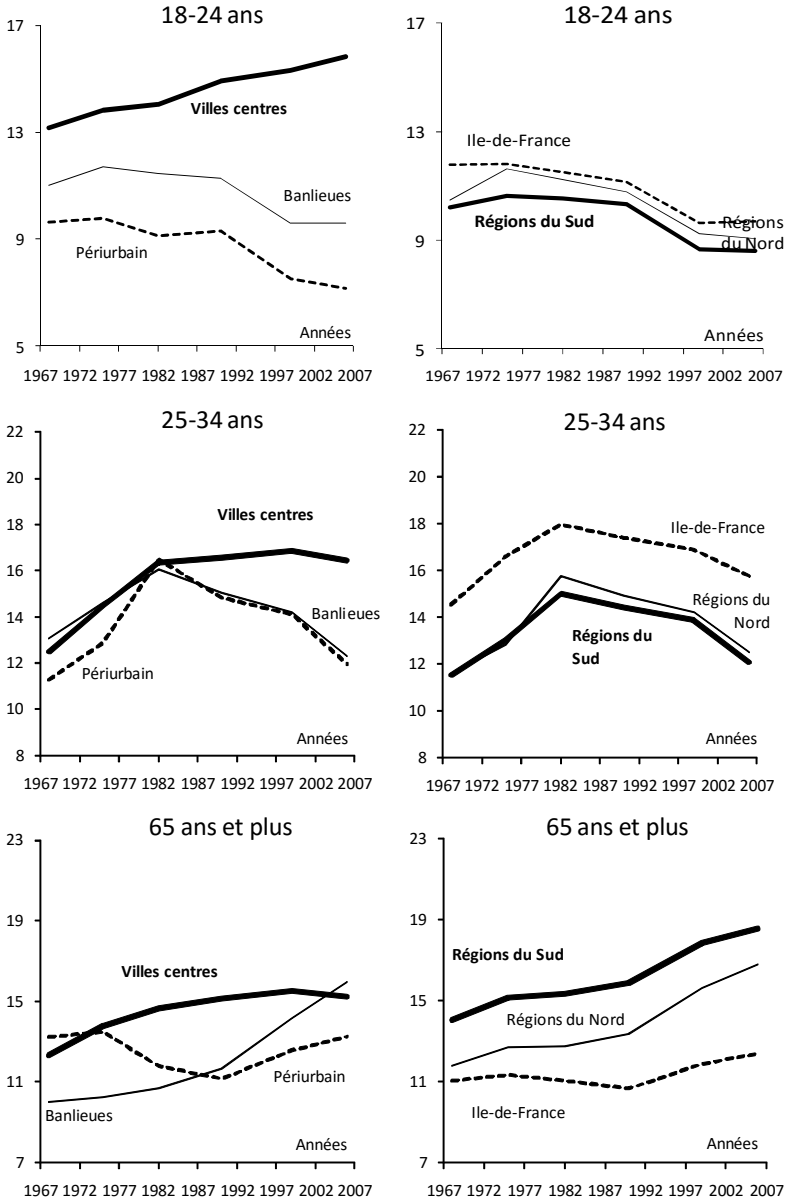 18-24 ans
17
13
9
5
Villes centres
Banlieues
Périurbain
Années
1967 1972 1977 1982 1987 1992 1997 2002 2007
18-24 ans
17
13
9
5
Ile-de-France
Régions du Sud
Régions
du Nord
Années
1967 1972 1977 1982 1987 1992 1997 2002 2007
25-34 ans
22
20
18
16
14
12
10
8
Villes centres
Banlieues
Périurbain
Années
1967 1972 1977 1982 1987 1992 1997 2002 2007
25-34 ans
22
20
18
16
14
12
10
8
Ile-de-France
Régions du
Nord
Régions du
Sud
Années
1967 1972 1977 1982 1987 1992 1997 2002 2007
65 ans et plus
23
19
15
11
7
Villes centres
Périurbain
Banlieues
Années
1967 1972 1977 1982 1987 1992 1997 2002 2007
65 ans et plus
23
19
15
11
7
Régions du Sud
Régions du Nord
Ile-de-France
Années
1967 1972 1977 1982 1987 1992 1997 2002 2007